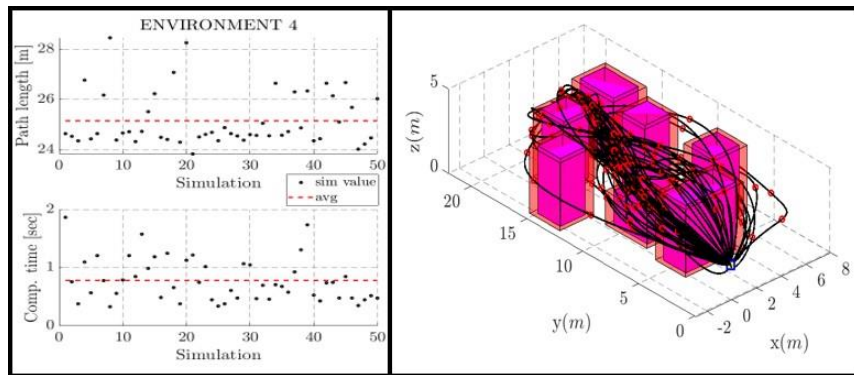 ENVIRONMENT 4
Path length [m]
28
26
24
0 10 20 30 40 50
Simulation
sim value
avg
Comp. time [sec]
2
1
0
0 10 20 30 40 50
Simulation
z(m)
5
0
20
15
10
5
0
y(m)
-2 0 2 4 6 8
x(m)